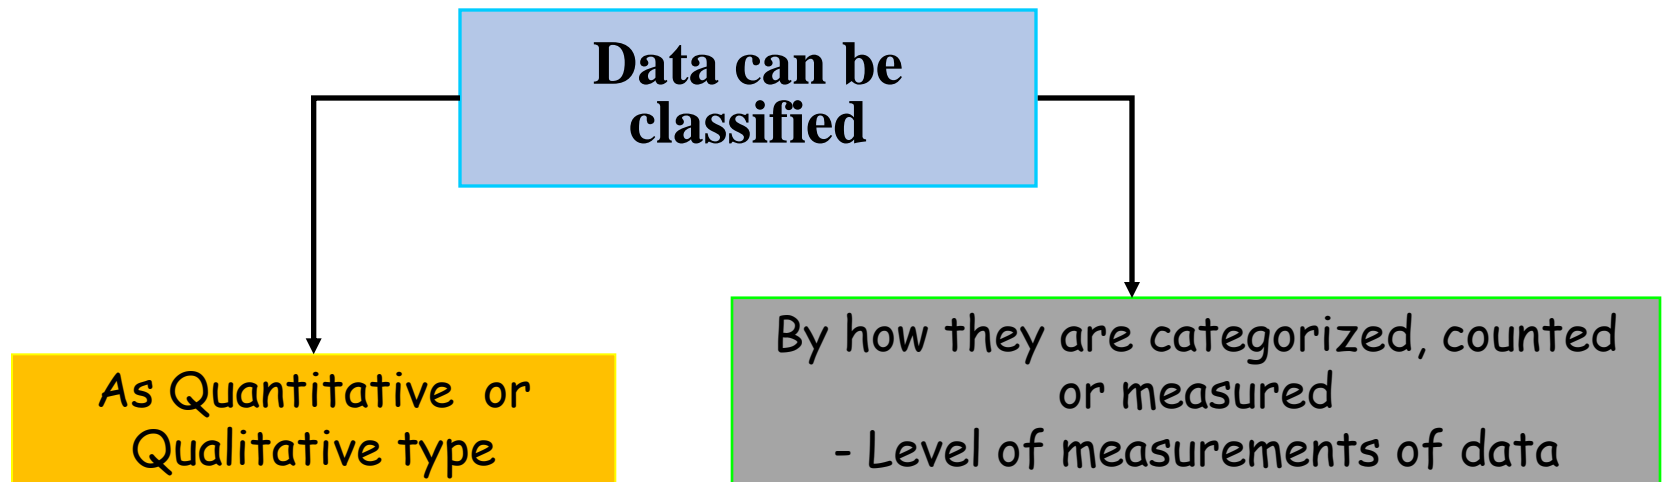 Data can be
classified
As Quantitative or
Qualitative type
By how they are categorized, counted
or measured
- Level of measurements of data